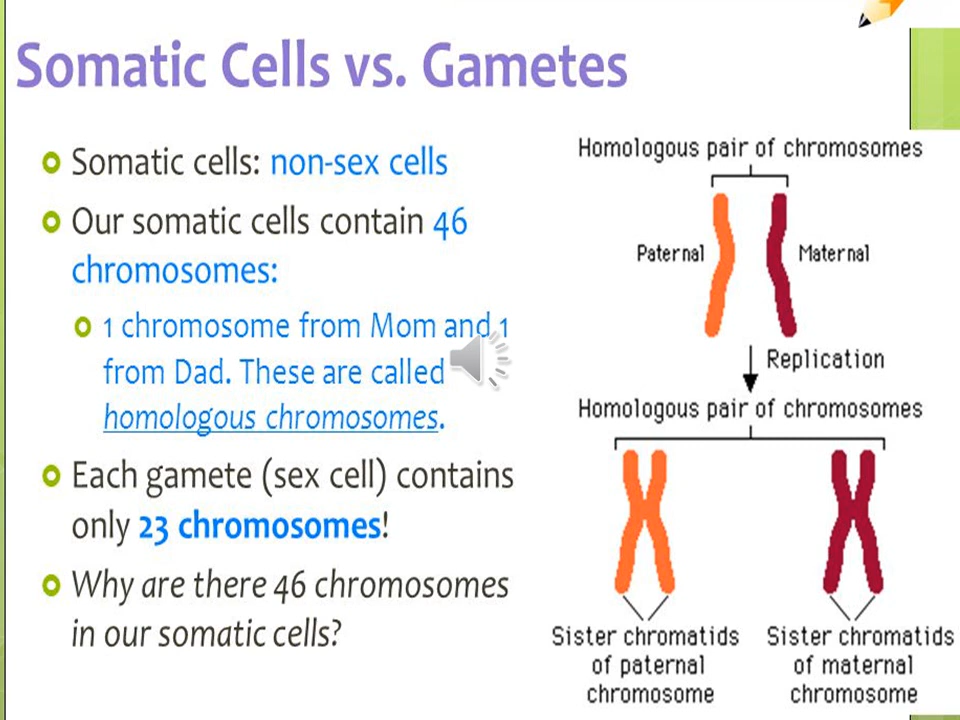 Somatic Cells vs. Gametes
Somatic cells: non-sex cells
Our somatic cells contain 46
chromosomes:
1 chromosome from Mom and 1
from Dad. These are called
homologous chromosomes.
Each gamete (sex cell) contains
only 23 chromosomes!
Why are there 46 chromosomes
in our somatic cells?
Homologous pair of chromosomes
Paternal
Maternal
Replication
Homologous pair of chromosomes
Sister chromatids
of paternal
chromosome
Sister chromatids
of maternal
chromosome